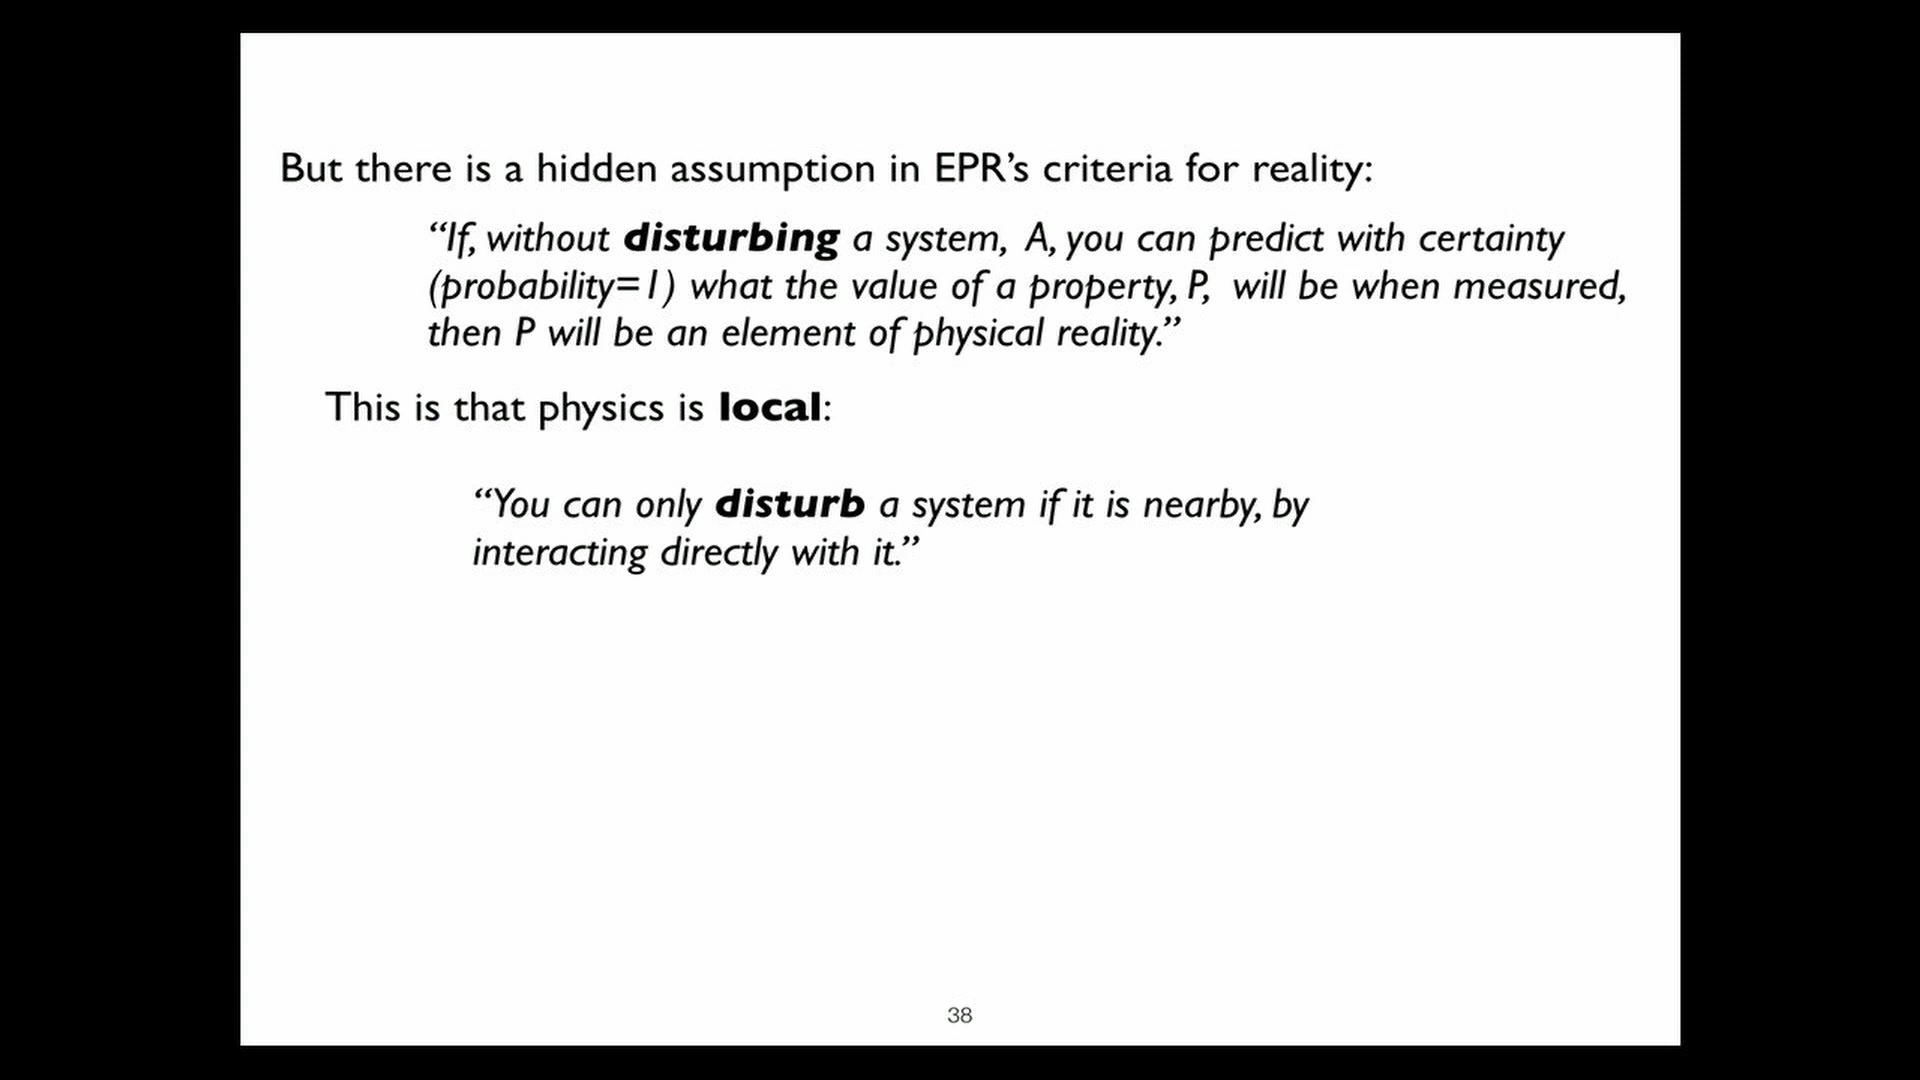 But there is a hidden assumption in EPR’s criteria for reality:
“If, without disturbing a system, A, you can predict with certainty
(probability=1) what the value of a property, P, will be when measured,
then P will be an element of physical reality.”
This is that physics is local:
“You can only disturb a system if it is nearby, by
interacting directly with it.”
38